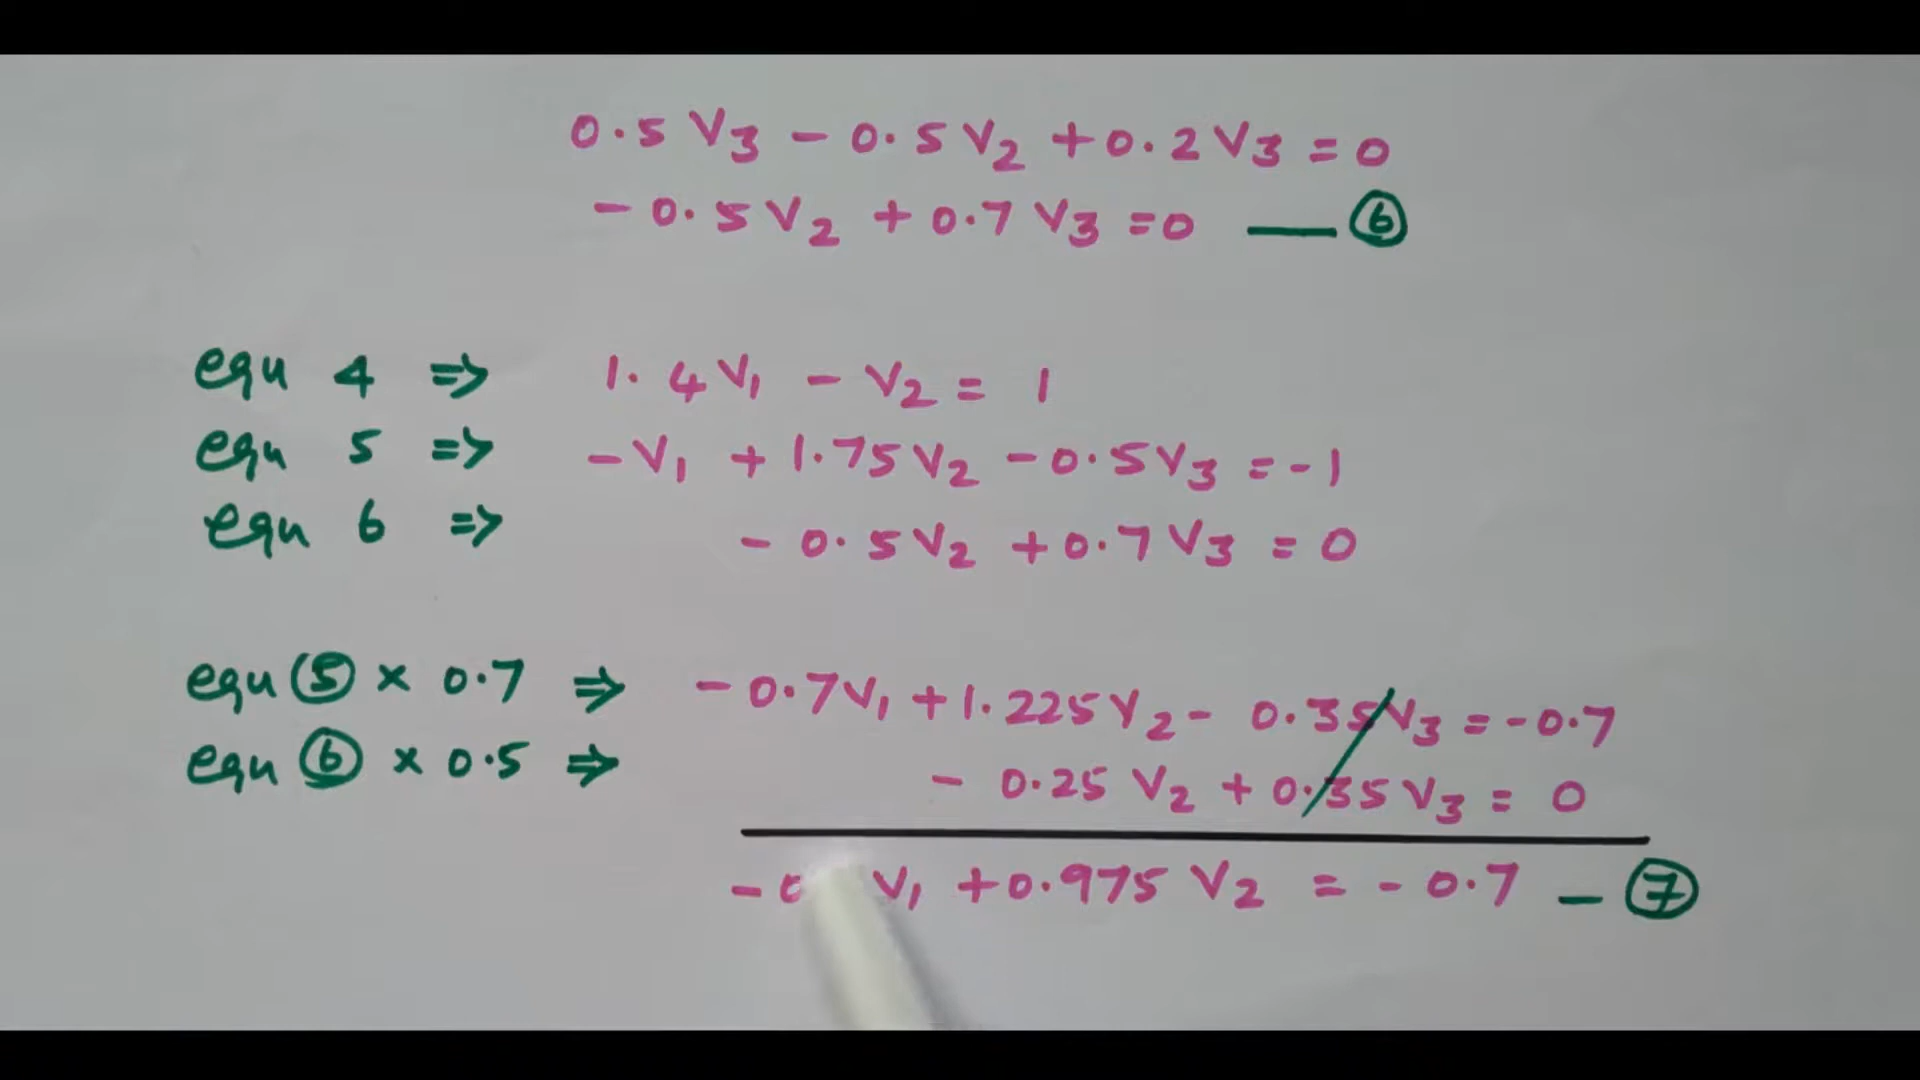 0.5 V3 - 0.5 V2 + 0.2 V3 = 0
- 0.5 V2 + 0.7 V3 = 0 — 6
equ 4 => 1.4 V1 - V2 = 1
equ 5 => - V1 + 1.75 V2 - 0.5 V3 = - 1
equ 6 => - 0.5 V2 + 0.7 V3 = 0
equ 5 × 0.7 => - 0.7 V1 + 1.225 V2 - 0.35 V3 = - 0.7
equ 6 × 0.5 => - 0.25 V2 + 0.35 V3 = 0
- 0 V1 + 0.975 V2 = - 0.7 — 7